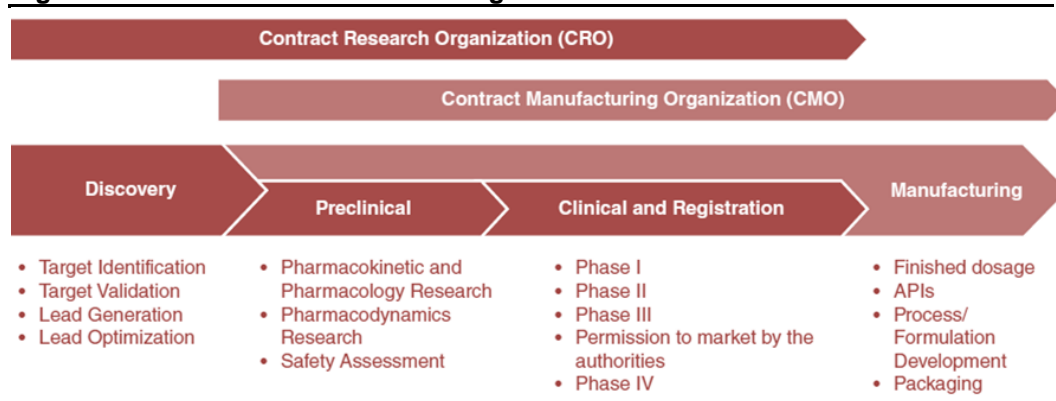 Contract Research Organization (CRO)
Contract Manufacturing Organization (CMO)
Discovery
Preclinical
Clinical and Registration
Manufacturing
• Target Identification
• Target Validation
• Lead Generation
• Lead Optimization
• Pharmacokinetic and
Pharmacology Research
• Pharmacodynamics
Research
• Safety Assessment
• Phase I
• Phase II
• Phase III
• Permission to market by the
authorities
• Phase IV
• Finished dosage
• APIs
• Process/
Formulation
Development
• Packaging